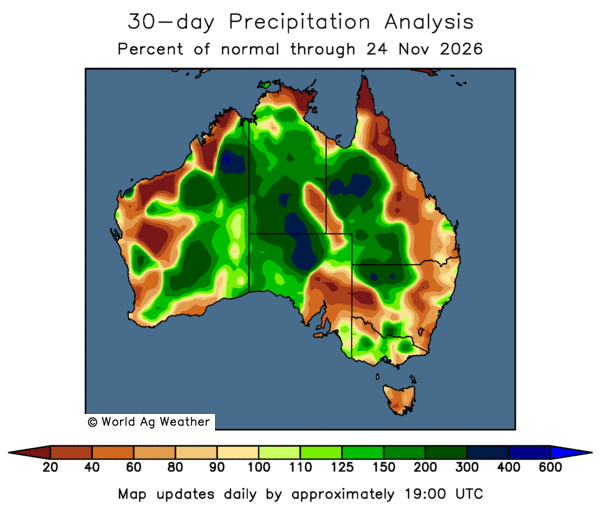 30-day Precipitation Analysis
Percent of normal through 24 Nov 2026
© World Ag Weather
20 40 60 80 90 100 110 125 150 200 300 400 600
Map updates daily by approximately 19:00 UTC